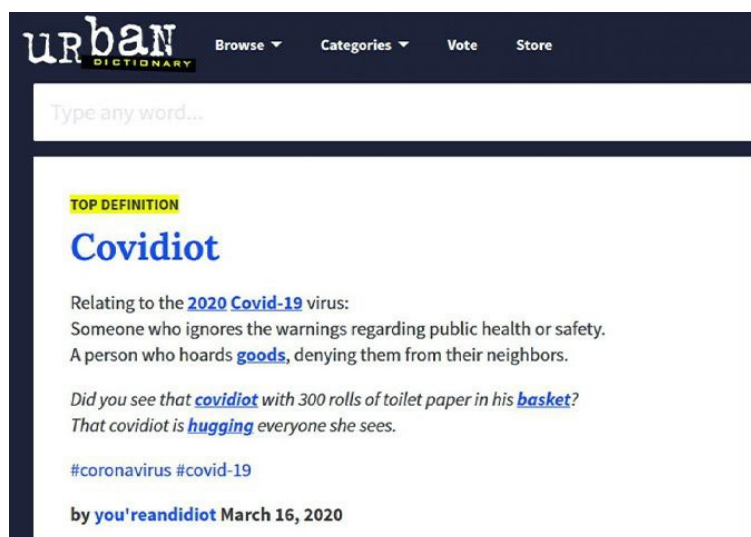 urban
DICTIONARY
Browse Categories Vote Store
Type any word...
TOP DEFINITION
Covidiot
Relating to the 2020 Covid-19 virus:
Someone who ignores the warnings regarding public health or safety.
A person who hoards goods, denying them from their neighbors.
Did you see that covidiot with 300 rolls of toilet paper in his basket?
That covidiot is hugging everyone she sees.
#coronavirus #covid-19
by you'reandidiot March 16, 2020